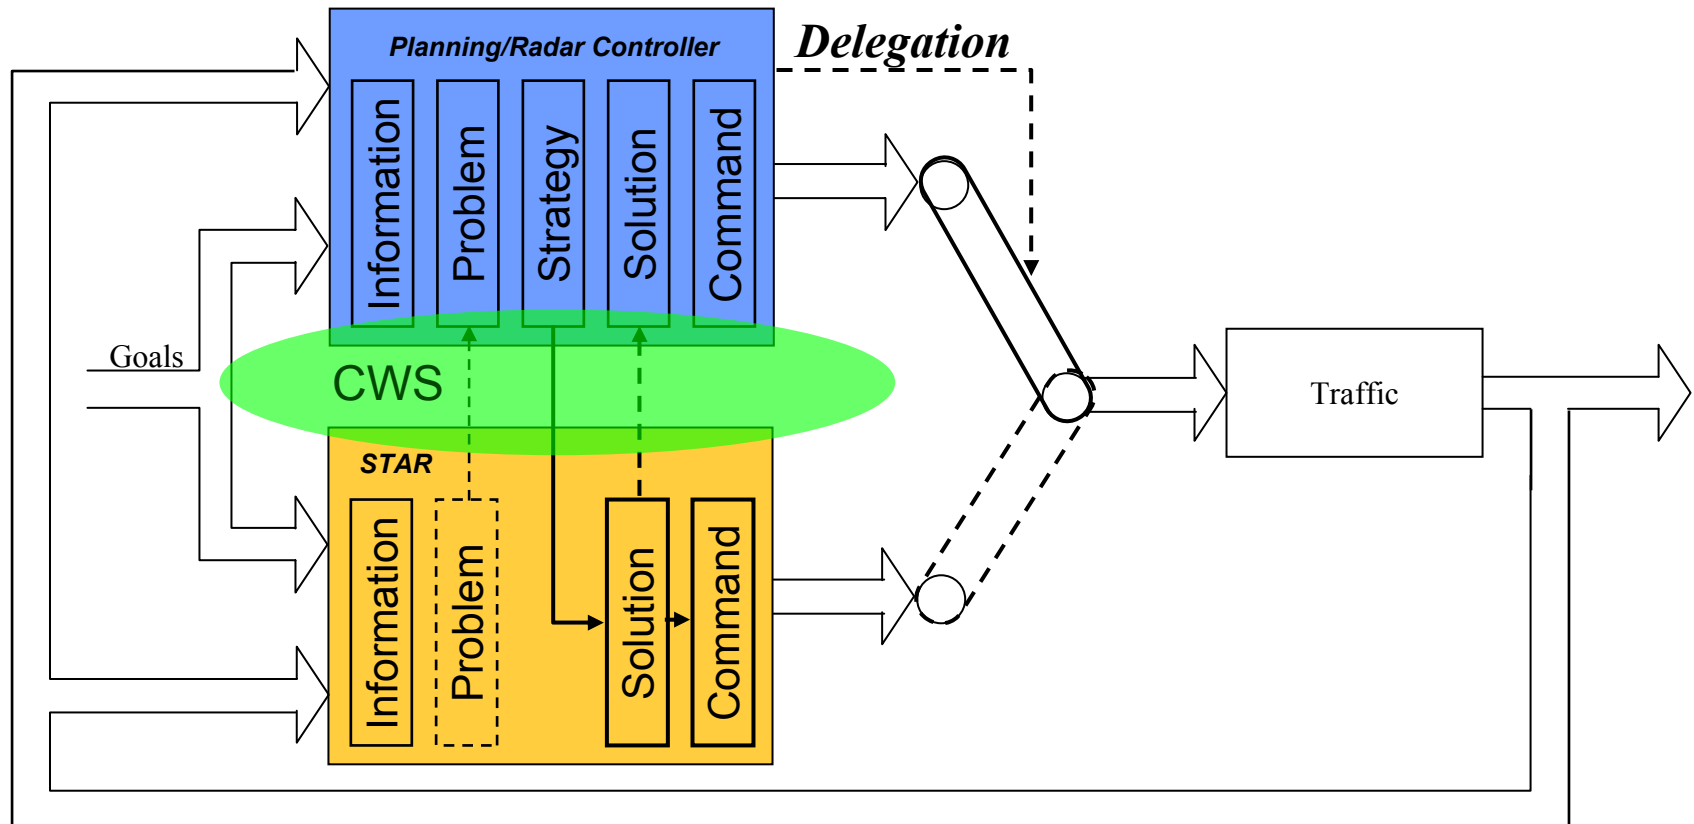 Planning/Radar Controller
Delegation
Information
Problem
Strategy
Solution
Command
Goals
CWS
Traffic
STAR
Information
Problem
Solution
Command